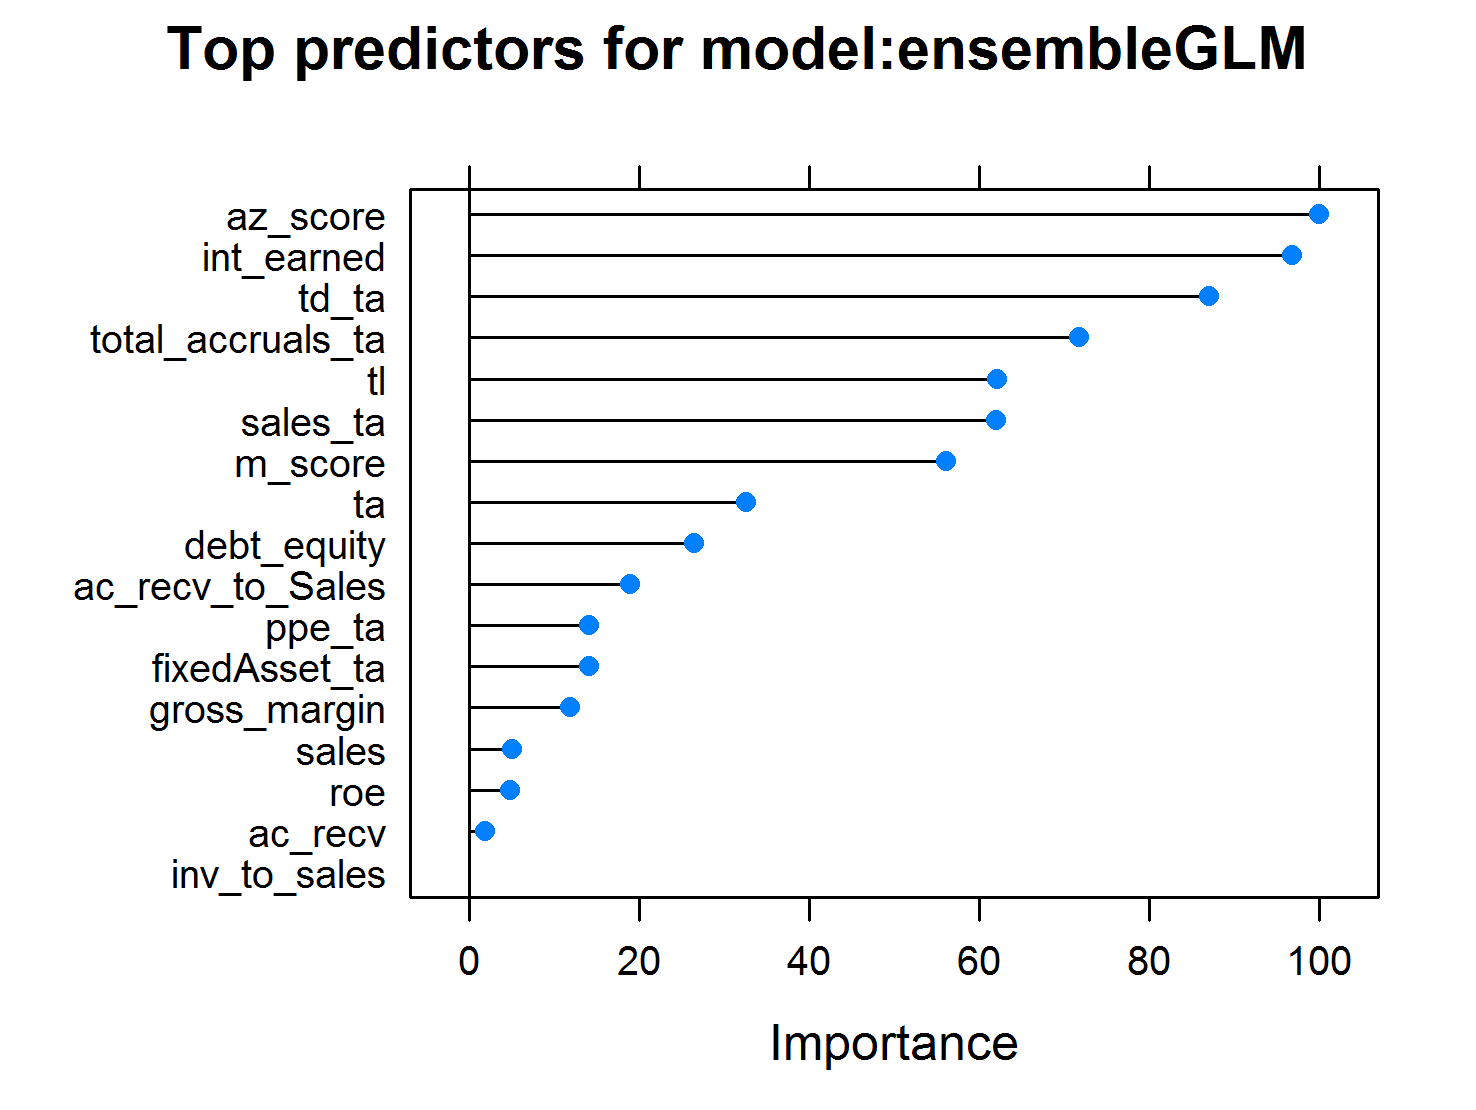 Top predictors for model:ensembleGLM
az_score
int_earned
td_ta
total_accruals_ta
tl
sales_ta
m_score
ta
debt_equity
ac_recv_to_Sales
ppe_ta
fixedAsset_ta
gross_margin
sales
roe
ac_recv
inv_to_sales
0 20 40 60 80 100
Importance